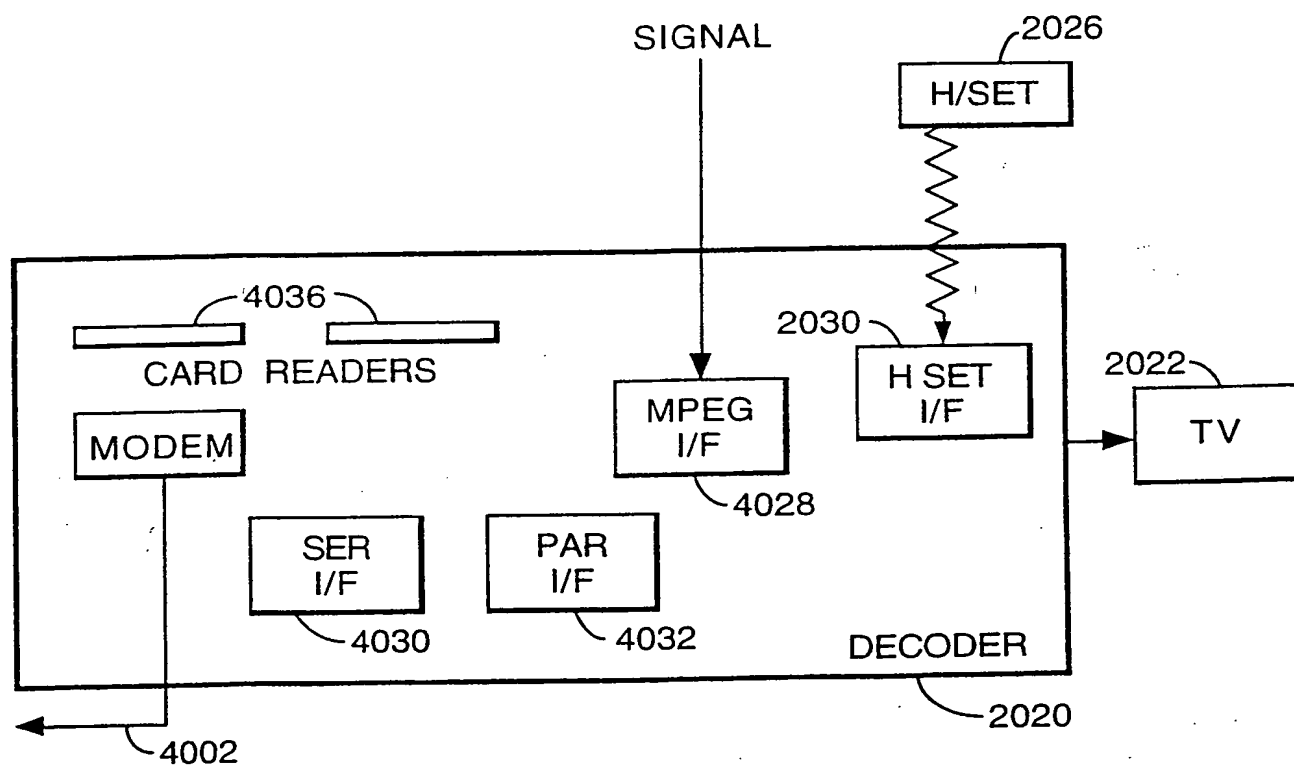 SIGNAL
2026
H/SET
4036
CARD READERS
2030
H SET
I/F
2022
TV
MPEG
I/F
4028
MODEM
SER
I/F
4030
PAR
I/F
4032
DECODER
2020
4002